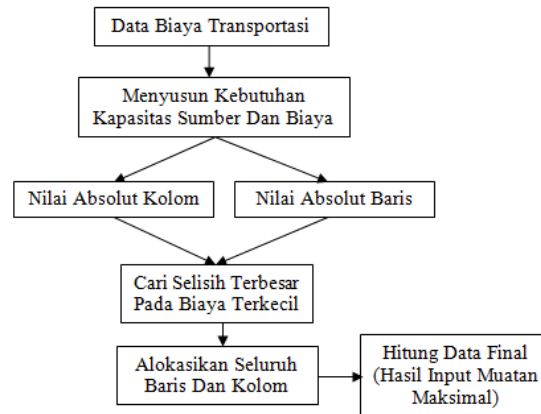 Data Biaya Transportasi
Menyusun Kebutuhan
Kapasitas Sumber Dan Biaya
Nilai Absolut Kolom
Nilai Absolut Baris
Cari Selisih Terbesar
Pada Biaya Terkecil
Alokasikan Seluruh
Baris Dan Kolom
Hitung Data Final
(Hasil Input Muatan
Maksimal)